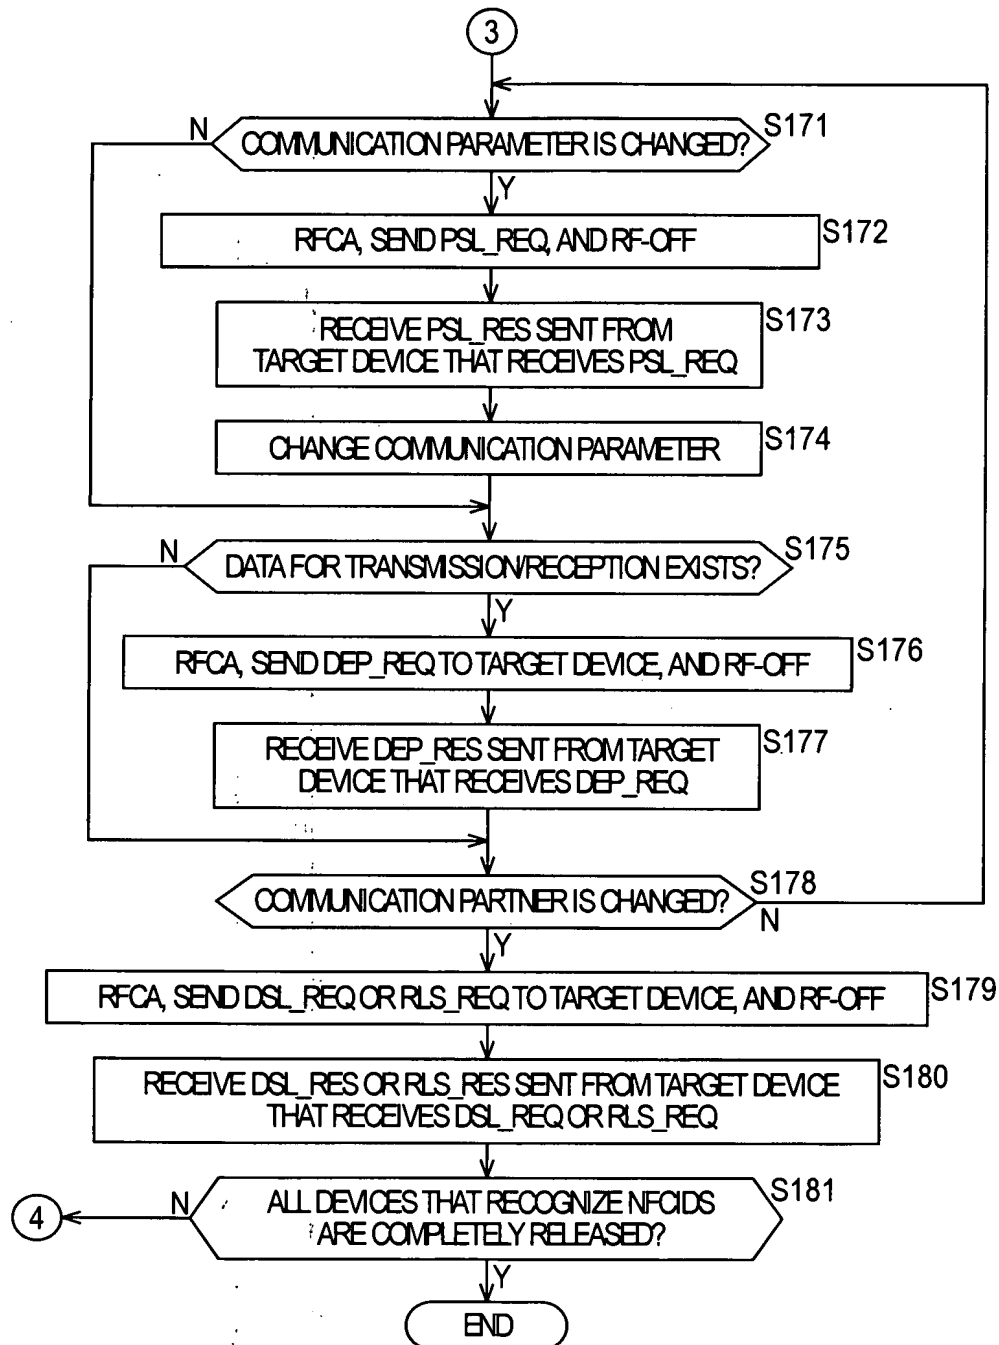 3
N
COMMUNICATION PARAMETER IS CHANGED?
S171
Y
RFCA, SEND PSL_REQ, AND RF-OFF
S172
RECEIVE PSL_RES SENT FROM
TARGET DEVICE THAT RECEIVES PSL_REQ
S173
CHANGE COMMUNICATION PARAMETER
S174
N
DATA FOR TRANSMISSION/RECEPTION EXISTS?
S175
Y
RFCA, SEND DEP_REQ TO TARGET DEVICE, AND RF-OFF
S176
RECEIVE DEP_RES SENT FROM TARGET
DEVICE THAT RECEIVES DEP_REQ
S177
COMMUNICATION PARTNER IS CHANGED?
S178
N
Y
RFCA, SEND DSL_REQ OR RLS_REQ TO TARGET DEVICE, AND RF-OFF
S179
RECEIVE DSL_RES OR RLS_RES SENT FROM TARGET DEVICE
THAT RECEIVES DSL_REQ OR RLS_REQ
S180
4
N
ALL DEVICES THAT RECOGNIZE NFCIDS
ARE COMPLETELY RELEASED?
S181
Y
END